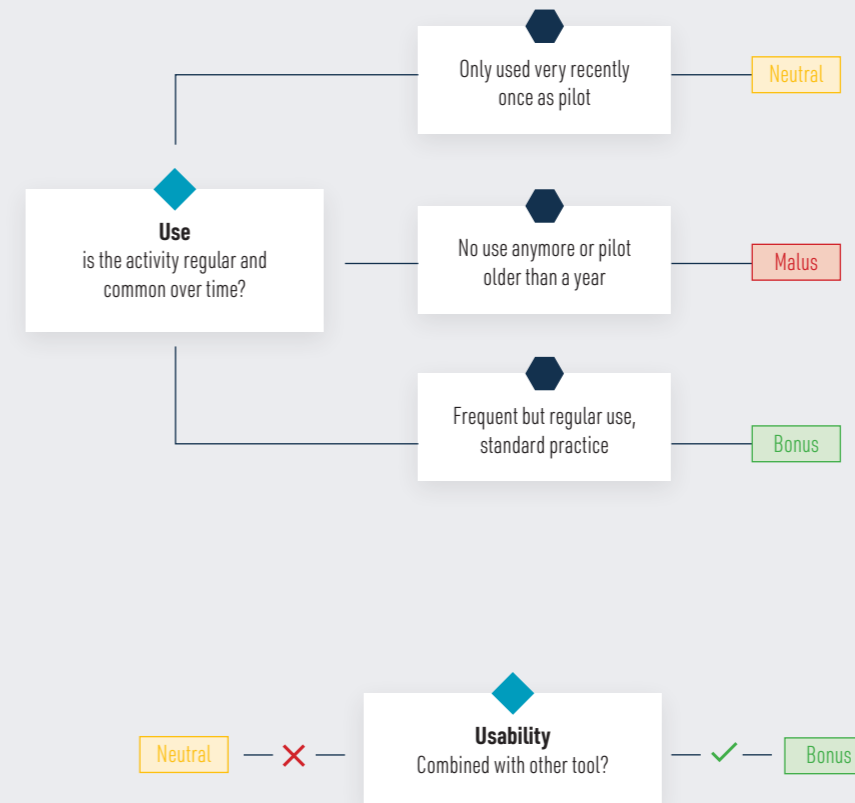 Only used very recently
once as pilot
Neutral
Use
is the activity regular and
common over time?
No use anymore or pilot
older than a year
Malus
Frequent but regular use,
standard practice
Bonus
Usability
Combined with other tool?
Neutral
Bonus